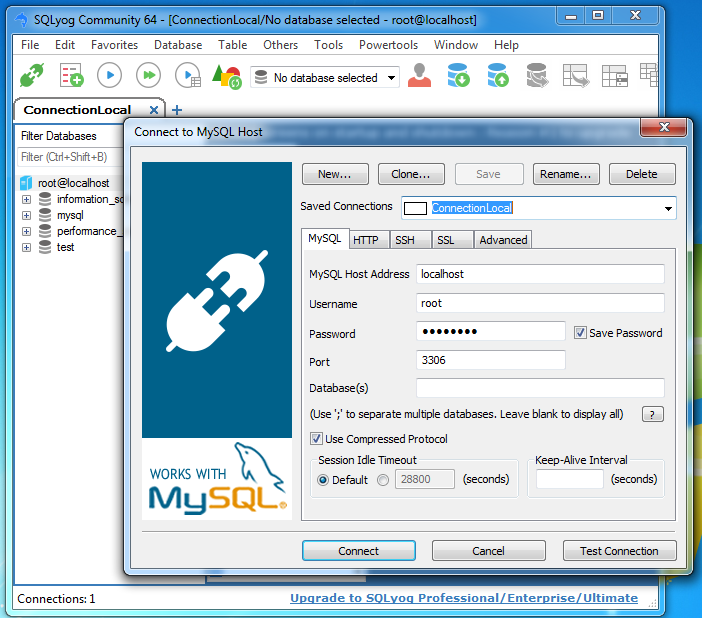 SQLyog Community 64 - [ConnectionLocal/No database selected - root@localhost]
File Edit Favorites Database Table Others Tools Powertools Window Help
No database selected
ConnectionLocal
Filter Databases
Filter (Ctrl+Shift+B)
root@localhost
information_sc
mysql
performance_
test
Connect to MySQL Host
New... Clone... Save Rename... Delete
Saved Connections ConnectionLocal
MySQL HTTP SSH SSL Advanced
MySQL Host Address localhost
Username root
Password ●●●●●●●● Save Password
Port 3306
Database(s)
(Use ';' to separate multiple databases. Leave blank to display all) ?
Use Compressed Protocol
Session Idle Timeout Keep-Alive Interval
Default 28800 (seconds) (seconds)
WORKS WITH
MySQL®
Connect Cancel Test Connection
Connections: 1 Upgrade to SQLyog Professional/Enterprise/Ultimate